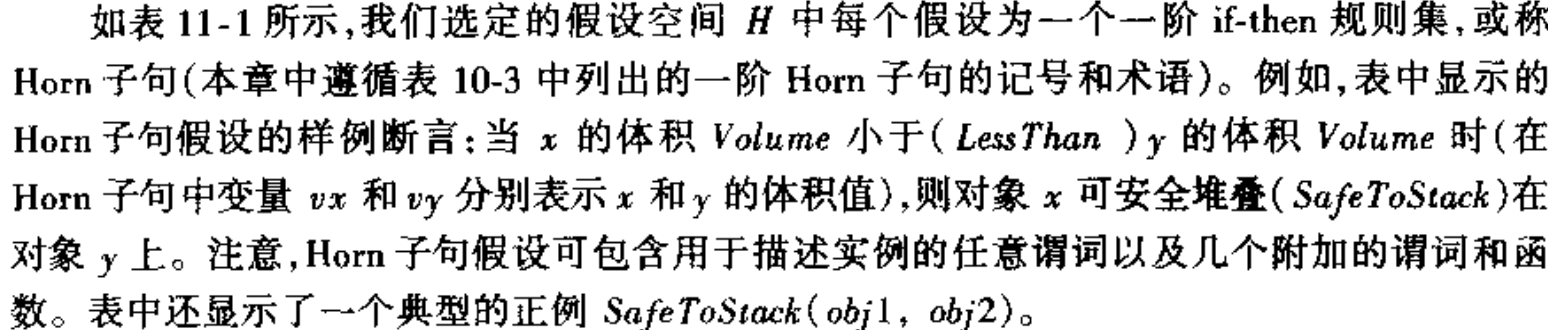 如表 11-1 所示,我们选定的假设空间 H 中每个假设为一个一阶 if-then 规则集,或称
Horn 子句(本章中遵循表 10-3 中列出的一阶 Horn 子句的记号和术语)。例如,表中显示的
Horn 子句假设的样例断言:当 x 的体积 Volume 小于( LessThan )y 的体积 Volume 时(在
Horn 子句中变量 vx 和 vy 分别表示 x 和 y 的体积值),则对象 x 可安全堆叠( SafeToStack)在
对象 y 上。注意,Horn 子句假设可包含用于描述实例的任意谓词以及几个附加的谓词和函
数。表中还显示了一个典型的正例 SafeToStack( obj1, obj2)。